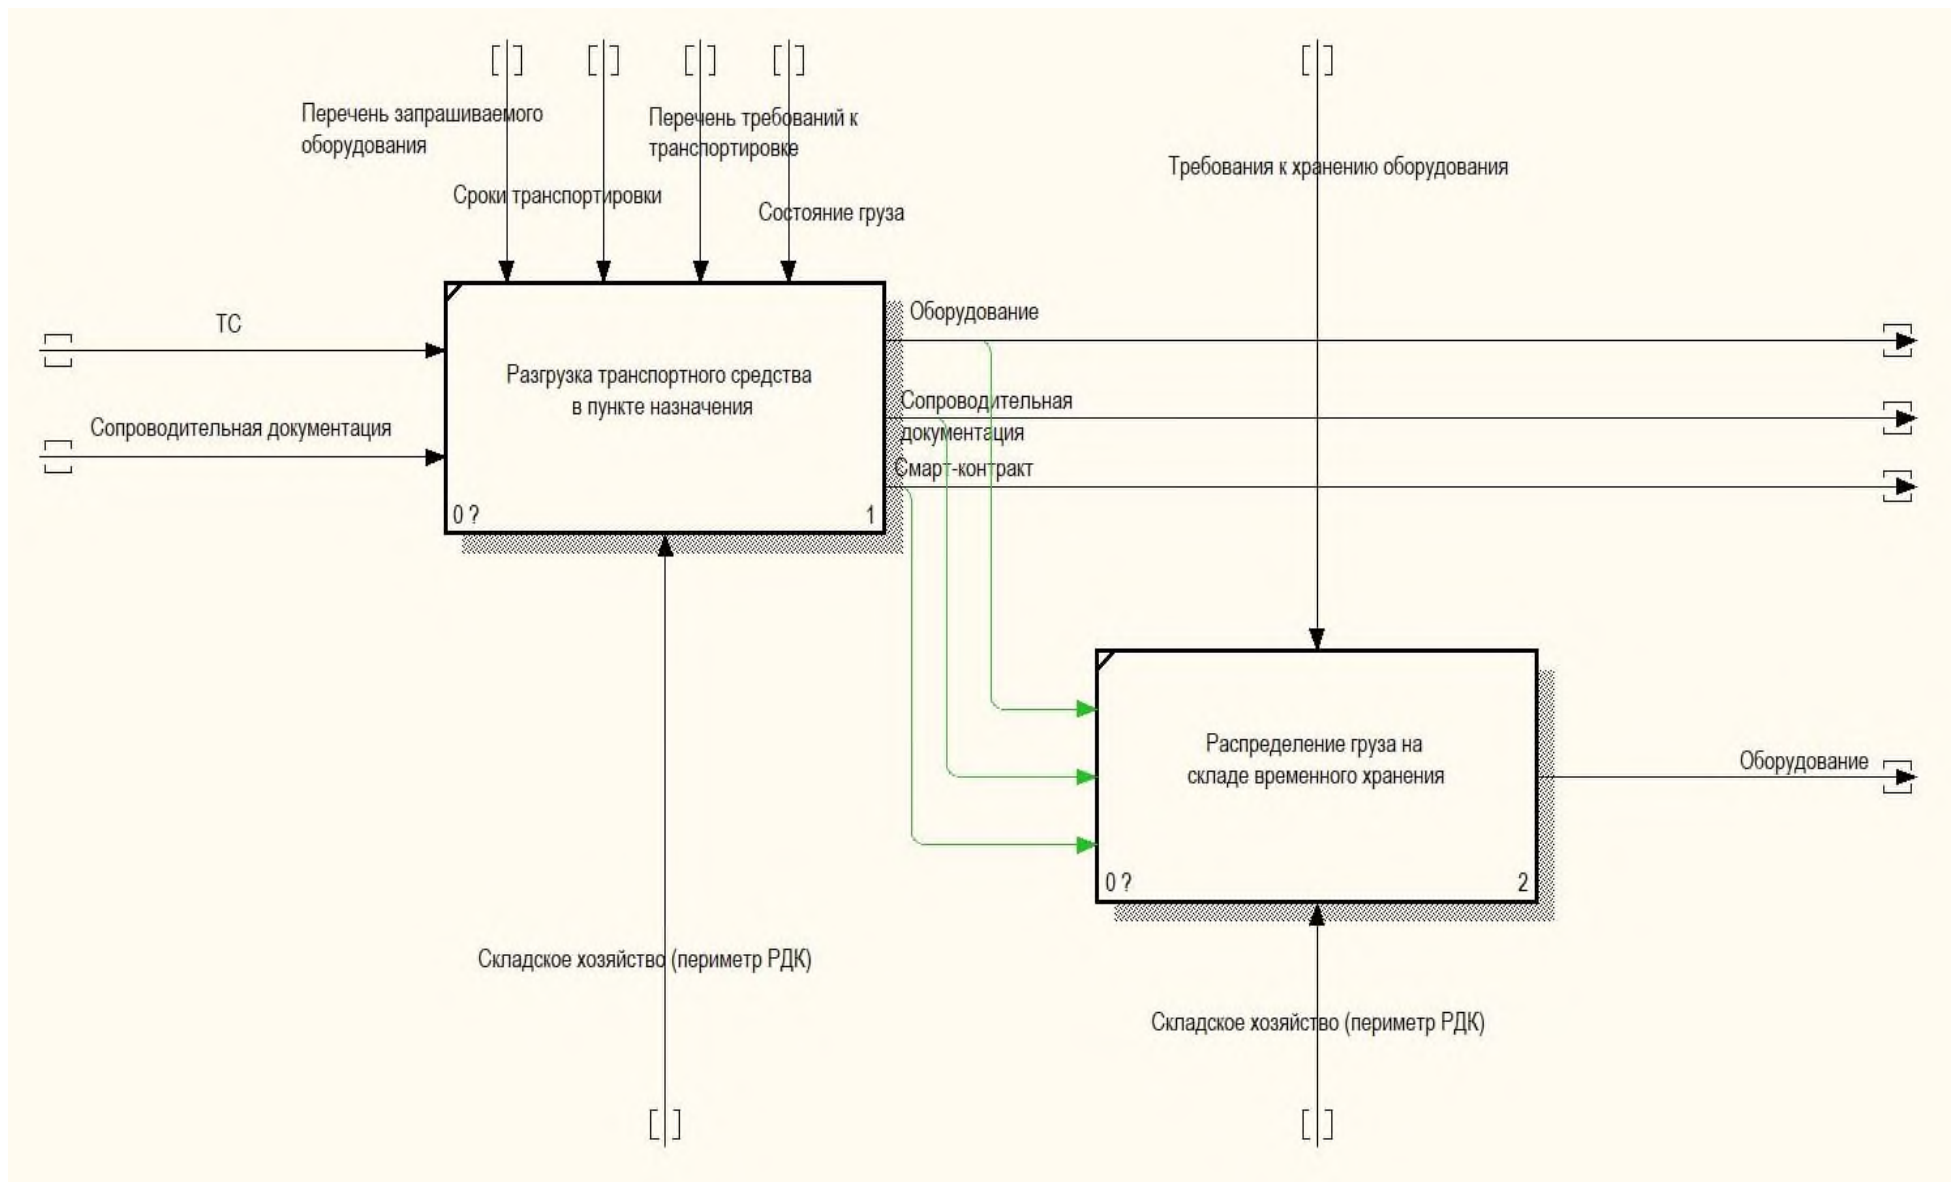 Перечень запрашиваемого
оборудования
Перечень требований к
транспортировке
Требования к хранению оборудования
Сроки транспортировки
Состояние груза
ТС
Оборудование
Разгрузка транспортного средства
в пункте назначения
Сопроводительная документация
Сопроводительная
документация
Смарт-контракт
0 ?
1
Распределение груза на
складе временного хранения
Оборудование
0 ?
2
Складское хозяйство (периметр РДК)
Складское хозяйство (периметр РДК)